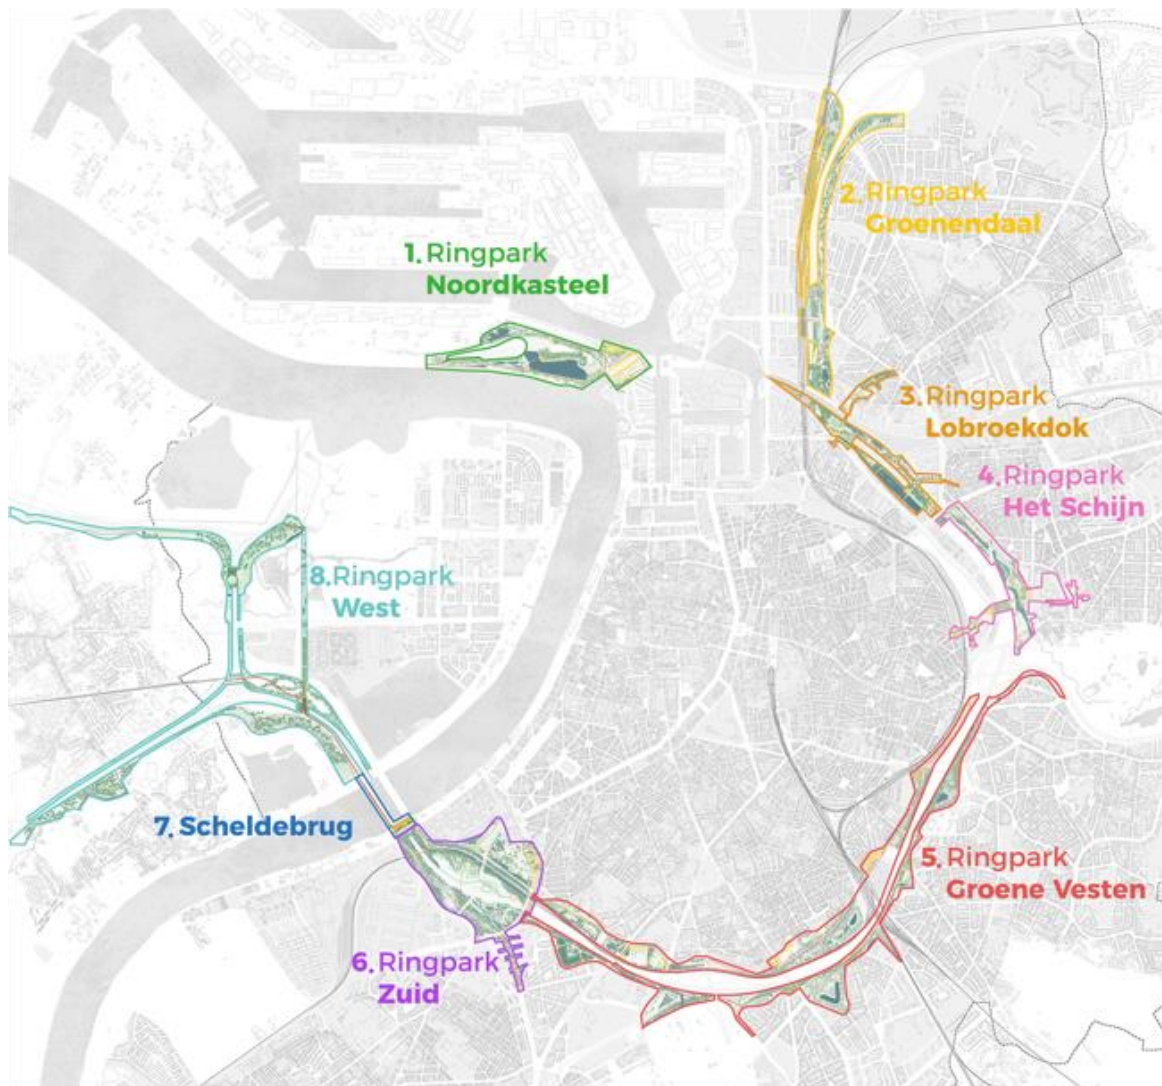 1. Ringpark
Noordkasteel
2. Ringpark
Groenendaal
3. Ringpark
Lobroekdok
4. Ringpark
Het Schijn
5. Ringpark
Groene Vesten
6. Ringpark
Zuid
7. Scheldebrug
8. Ringpark
West